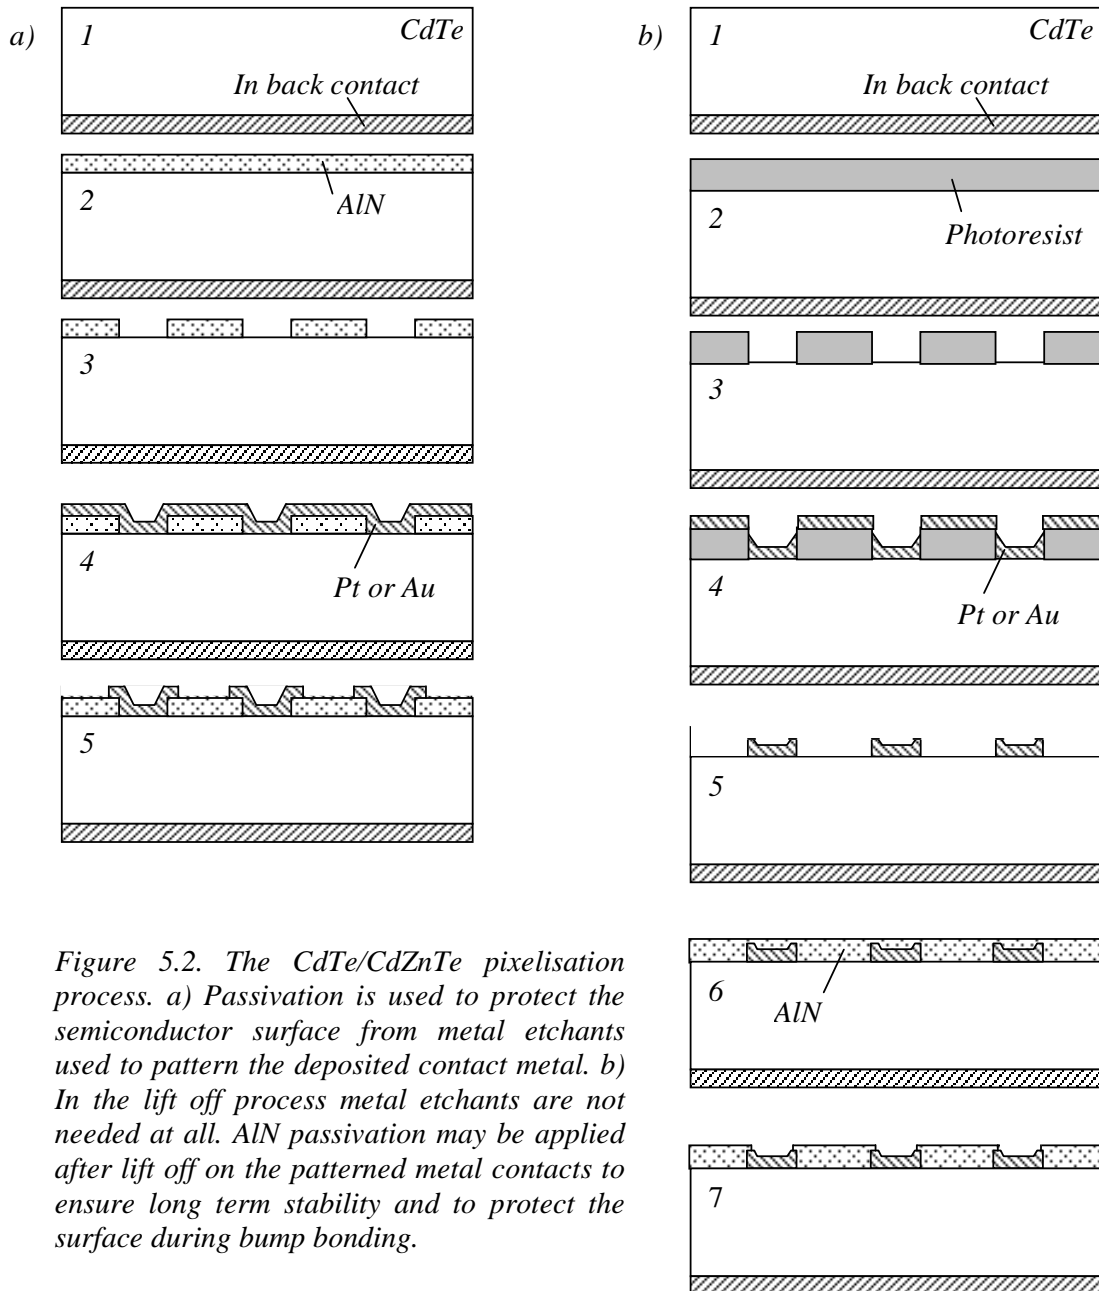 a)
1
CdTe
In back contact
2
AlN
3
4
Pt or Au
5
b)
1
CdTe
In back contact
2
Photoresist
3
4
Pt or Au
5
6
AlN
7
Figure 5.2. The CdTe/CdZnTe pixelisation
process. a) Passivation is used to protect the
semiconductor surface from metal etchants
used to pattern the deposited contact metal. b)
In the lift off process metal etchants are not
needed at all. AlN passivation may be applied
after lift off on the patterned metal contacts to
ensure long term stability and to protect the
surface during bump bonding.